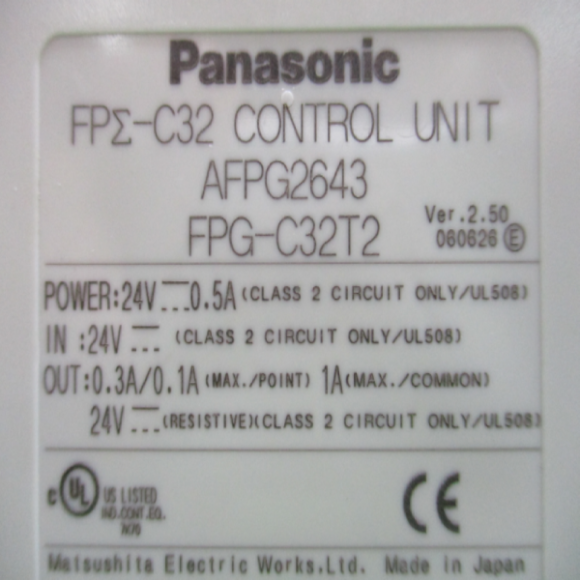 Panasonic
FPΣ-C32 CONTROL UNIT
AFPG2643
FPG-C32T2 Ver.2.50
060626 Ⓔ
POWER:24V⎓0.5A (CLASS 2 CIRCUIT ONLY/UL508)
IN :24V ⎓ (CLASS 2 CIRCUIT ONLY/UL508)
OUT:0.3A/0.1A (MAX./POINT) 1A(MAX./COMMON)
24V ⎓ (RESISTIVE)(CLASS 2 CIRCUIT ONLY/UL508)
c UL US LISTED
IND.CONT.EQ.
CE
Matsushita Electric Works,Ltd. Made in Japan